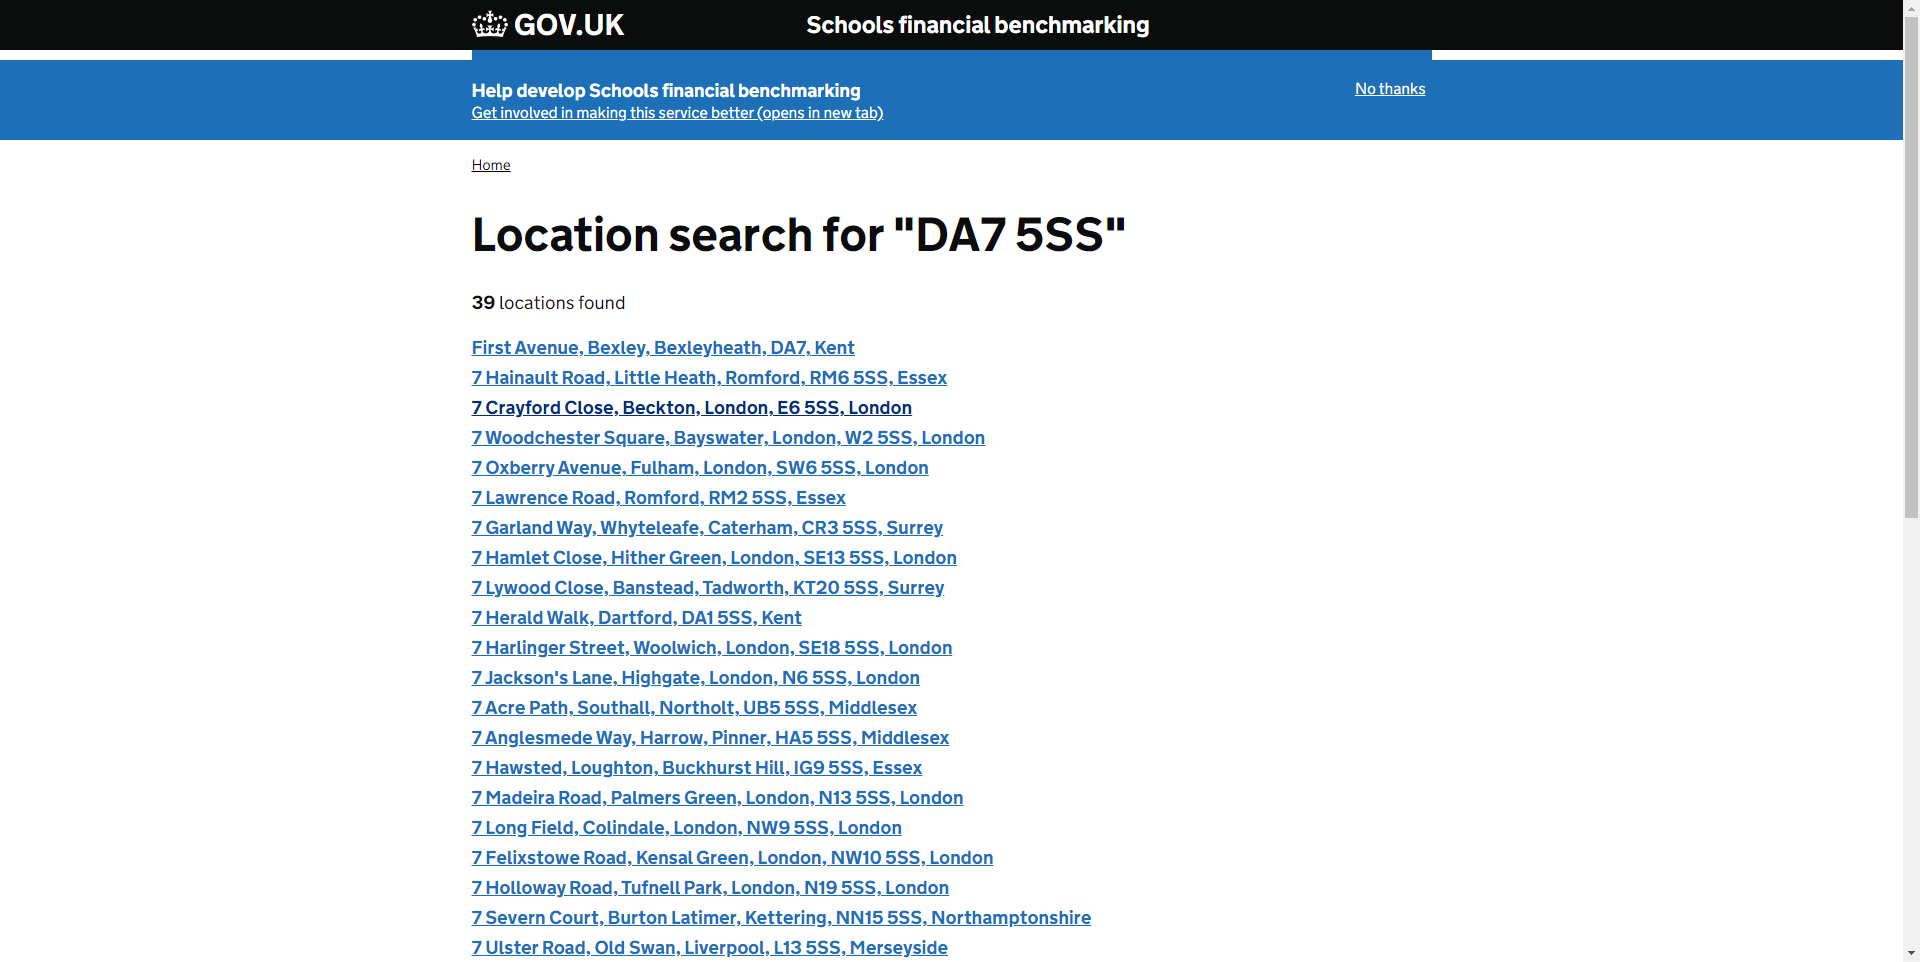 GOV.UK
Schools financial benchmarking
Help develop Schools financial benchmarking
No thanks
Get involved in making this service better (opens in new tab)
Home
Location search for "DA7 5SS"
39 locations found
First Avenue, Bexley, Bexleyheath, DA7, Kent
7 Hainault Road, Little Heath, Romford, RM6 5SS, Essex
7 Crayford Close, Beckton, London, E6 5SS, London
7 Woodchester Square, Bayswater, London, W2 5SS, London
7 Oxberry Avenue, Fulham, London, SW6 5SS, London
7 Lawrence Road, Romford, RM2 5SS, Essex
7 Garland Way, Whyteleafe, Caterham, CR3 5SS, Surrey
7 Hamlet Close, Hither Green, London, SE13 5SS, London
7 Lywood Close, Banstead, Tadworth, KT20 5SS, Surrey
7 Herald Walk, Dartford, DA1 5SS, Kent
7 Harlinger Street, Woolwich, London, SE18 5SS, London
7 Jackson's Lane, Highgate, London, N6 5SS, London
7 Acre Path, Southall, Northolt, UB5 5SS, Middlesex
7 Anglesmede Way, Harrow, Pinner, HA5 5SS, Middlesex
7 Hawsted, Loughton, Buckhurst Hill, IG9 5SS, Essex
7 Madeira Road, Palmers Green, London, N13 5SS, London
7 Long Field, Colindale, London, NW9 5SS, London
7 Felixstowe Road, Kensal Green, London, NW10 5SS, London
7 Holloway Road, Tufnell Park, London, N19 5SS, London
7 Severn Court, Burton Latimer, Kettering, NN15 5SS, Northamptonshire
7 Ulster Road, Old Swan, Liverpool, L13 5SS, Merseyside